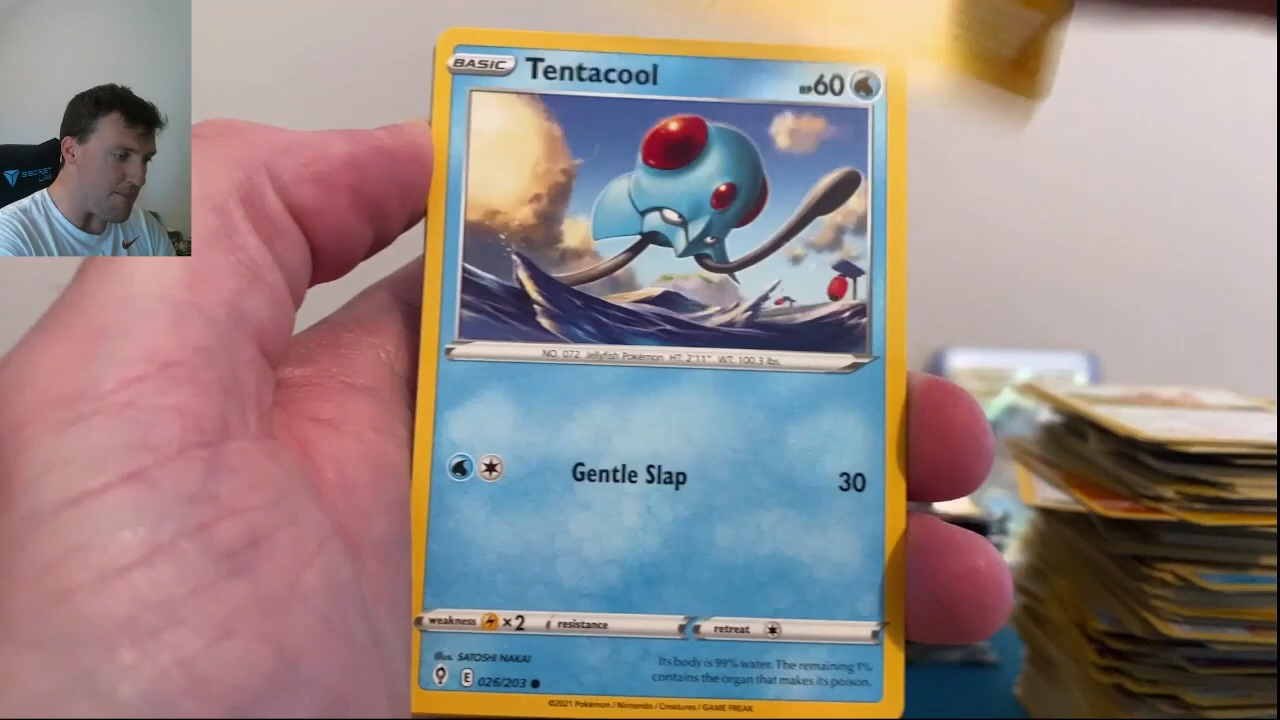 BASIC Tentacool HP60
NO. 072 Jellyfish Pokémon HT. 2'11" WT. 100.3 lbs.
Gentle Slap 30
weakness ×2 resistance retreat
Illus. SATOSHI NAKAI
Its body is 99% water. The remaining 1%
contains the organ that makes its poison.
E 026/203
©2021 Pokémon / Nintendo / Creatures / GAME FREAK
SECRET
LAB